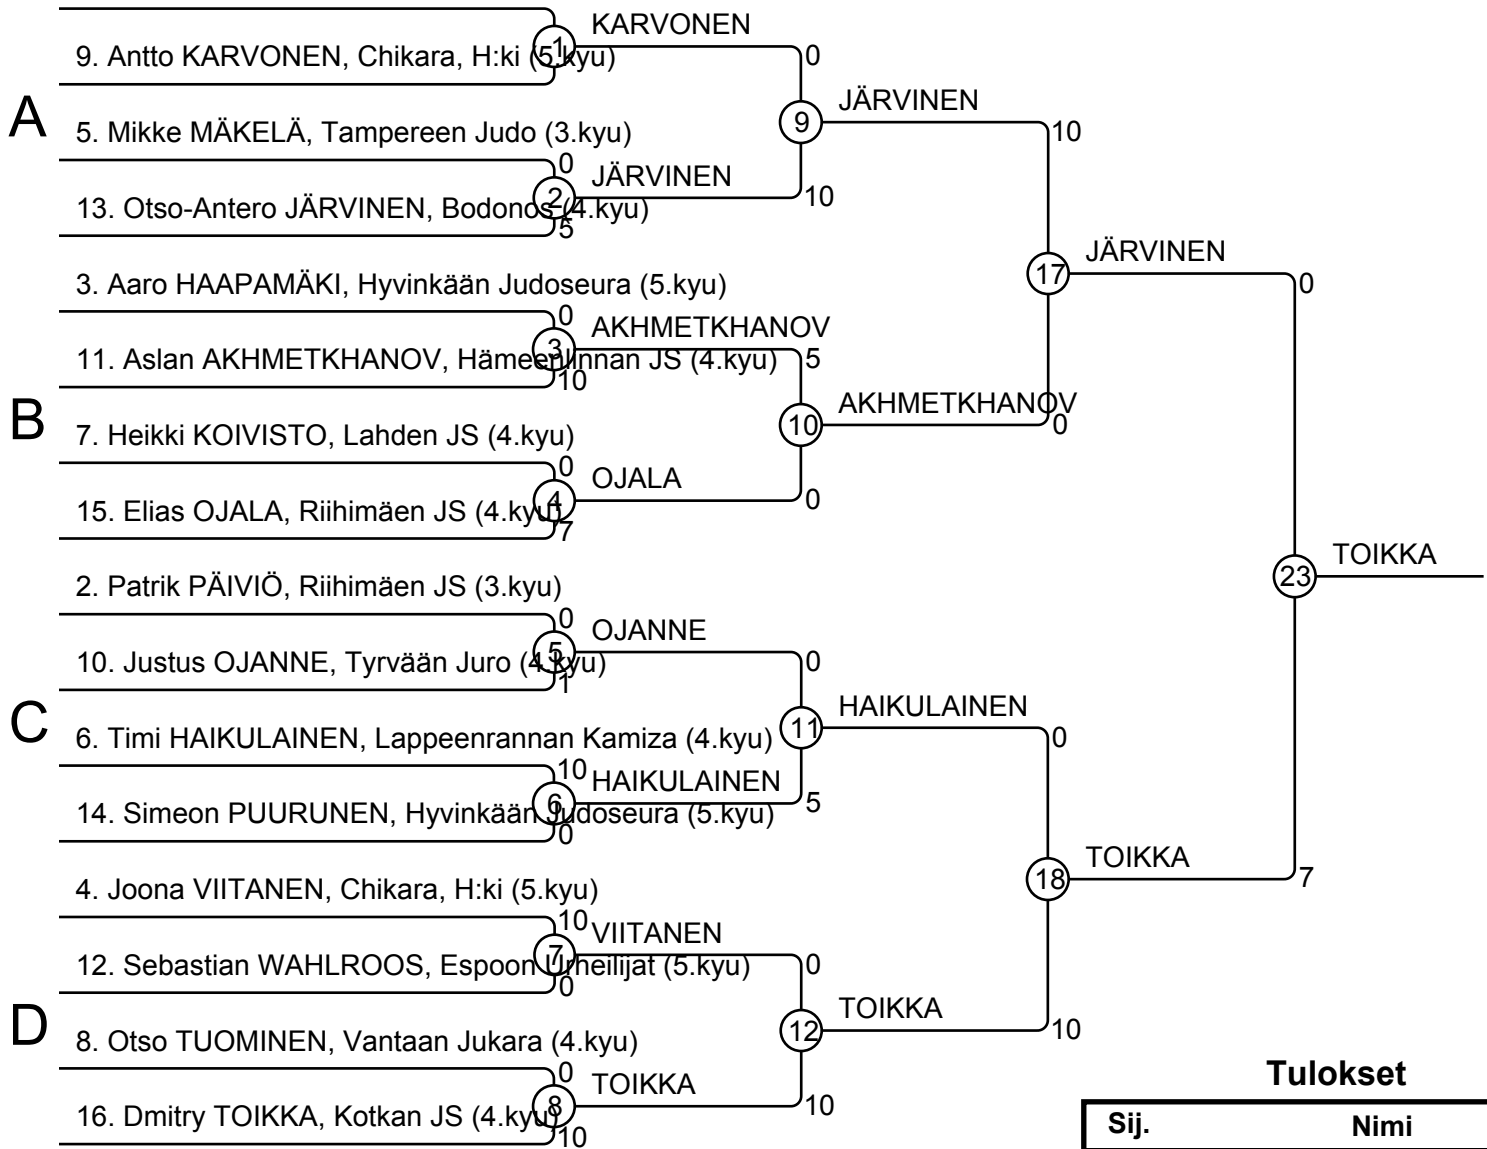 KARVONEN
9. Antto KARVONEN, Chikara, H:ki (5.kyu)
1
0
A
JÄRVINEN
9
10
5. Mikke MÄKELÄ, Tampereen Judo (3.kyu)
0
JÄRVINEN
2
10
13. Otso-Antero JÄRVINEN, Bodonos (4.kyu)
5
JÄRVINEN
17
0
3. Aaro HAAPAMÄKI, Hyvinkään Judoseura (5.kyu)
0
AKHMETKHANOV
3
5
11. Aslan AKHMETKHANOV, Hämeenlinnan JS (4.kyu)
10
B
AKHMETKHANOV
10
0
7. Heikki KOIVISTO, Lahden JS (4.kyu)
0
OJALA
4
0
15. Elias OJALA, Riihimäen JS (4.kyu)
7
TOIKKA
23
2. Patrik PÄIVIÖ, Riihimäen JS (3.kyu)
0
OJANNE
5
0
10. Justus OJANNE, Tyrvään Juro (4.kyu)
1
C
HAIKULAINEN
11
0
6. Timi HAIKULAINEN, Lappeenrannan Kamiza (4.kyu)
10
HAIKULAINEN
6
5
14. Simeon PUURUNEN, Hyvinkään Judoseura (5.kyu)
0
TOIKKA
18
7
4. Joona VIITANEN, Chikara, H:ki (5.kyu)
10
VIITANEN
7
0
12. Sebastian WAHLROOS, Espoon Urheilijat (5.kyu)
0
D
TOIKKA
12
10
8. Otso TUOMINEN, Vantaan Jukara (4.kyu)
0
TOIKKA
8
10
16. Dmitry TOIKKA, Kotkan JS (4.kyu)
10
Tulokset
Sij. Nimi